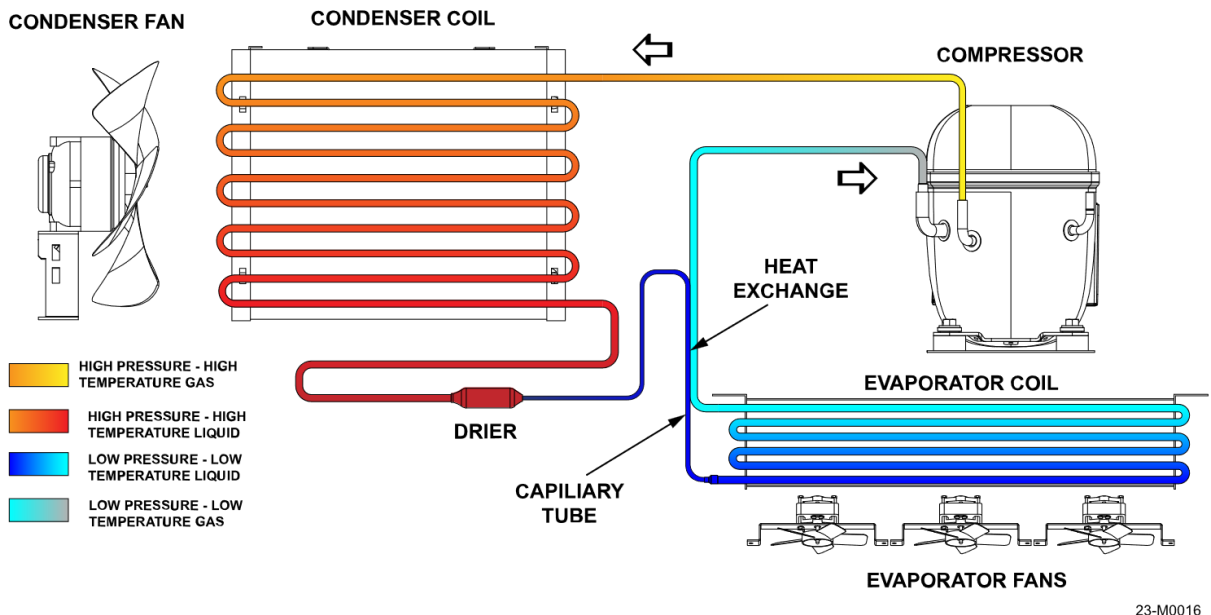 CONDENSER FAN
CONDENSER COIL
COMPRESSOR
HEAT
EXCHANGE
HIGH PRESSURE - HIGH
TEMPERATURE GAS
HIGH PRESSURE - HIGH
TEMPERATURE LIQUID
LOW PRESSURE - LOW
TEMPERATURE LIQUID
LOW PRESSURE - LOW
TEMPERATURE GAS
DRIER
CAPILIARY
TUBE
EVAPORATOR COIL
EVAPORATOR FANS
23-M0016